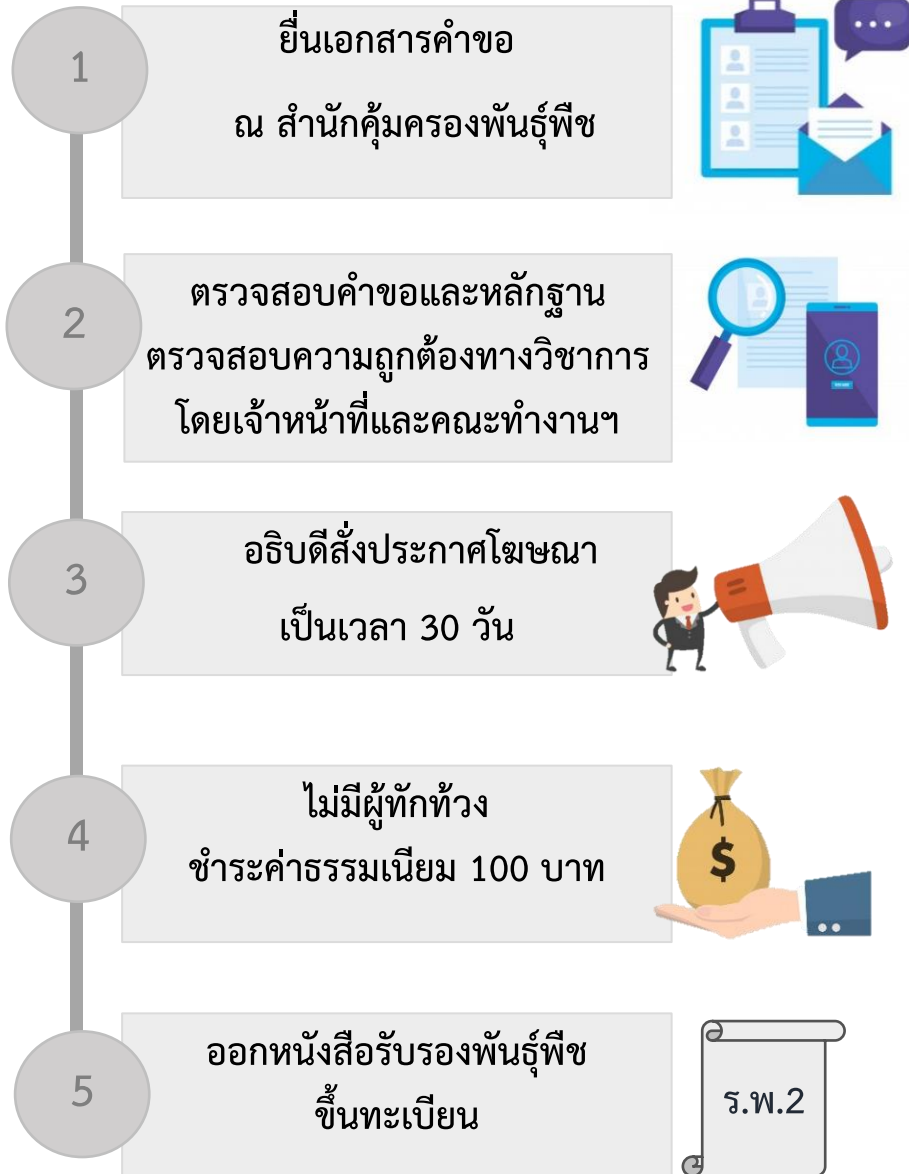 1
ยื่นเอกสารคำขอ
ณ สำนักคุ้มครองพันธุ์พืช
2
ตรวจสอบคำขอและหลักฐาน
ตรวจสอบความถูกต้องทางวิชาการ
โดยเจ้าหน้าที่และคณะทำงานฯ
3
อธิบดีสั่งประกาศโฆษณา
เป็นเวลา 30 วัน
4
ไม่มีผู้ทักท้วง
ชำระค่าธรรมเนียม 100 บาท
$
5
ออกหนังสือรับรองพันธุ์พืช
ขึ้นทะเบียน
ร.พ.2